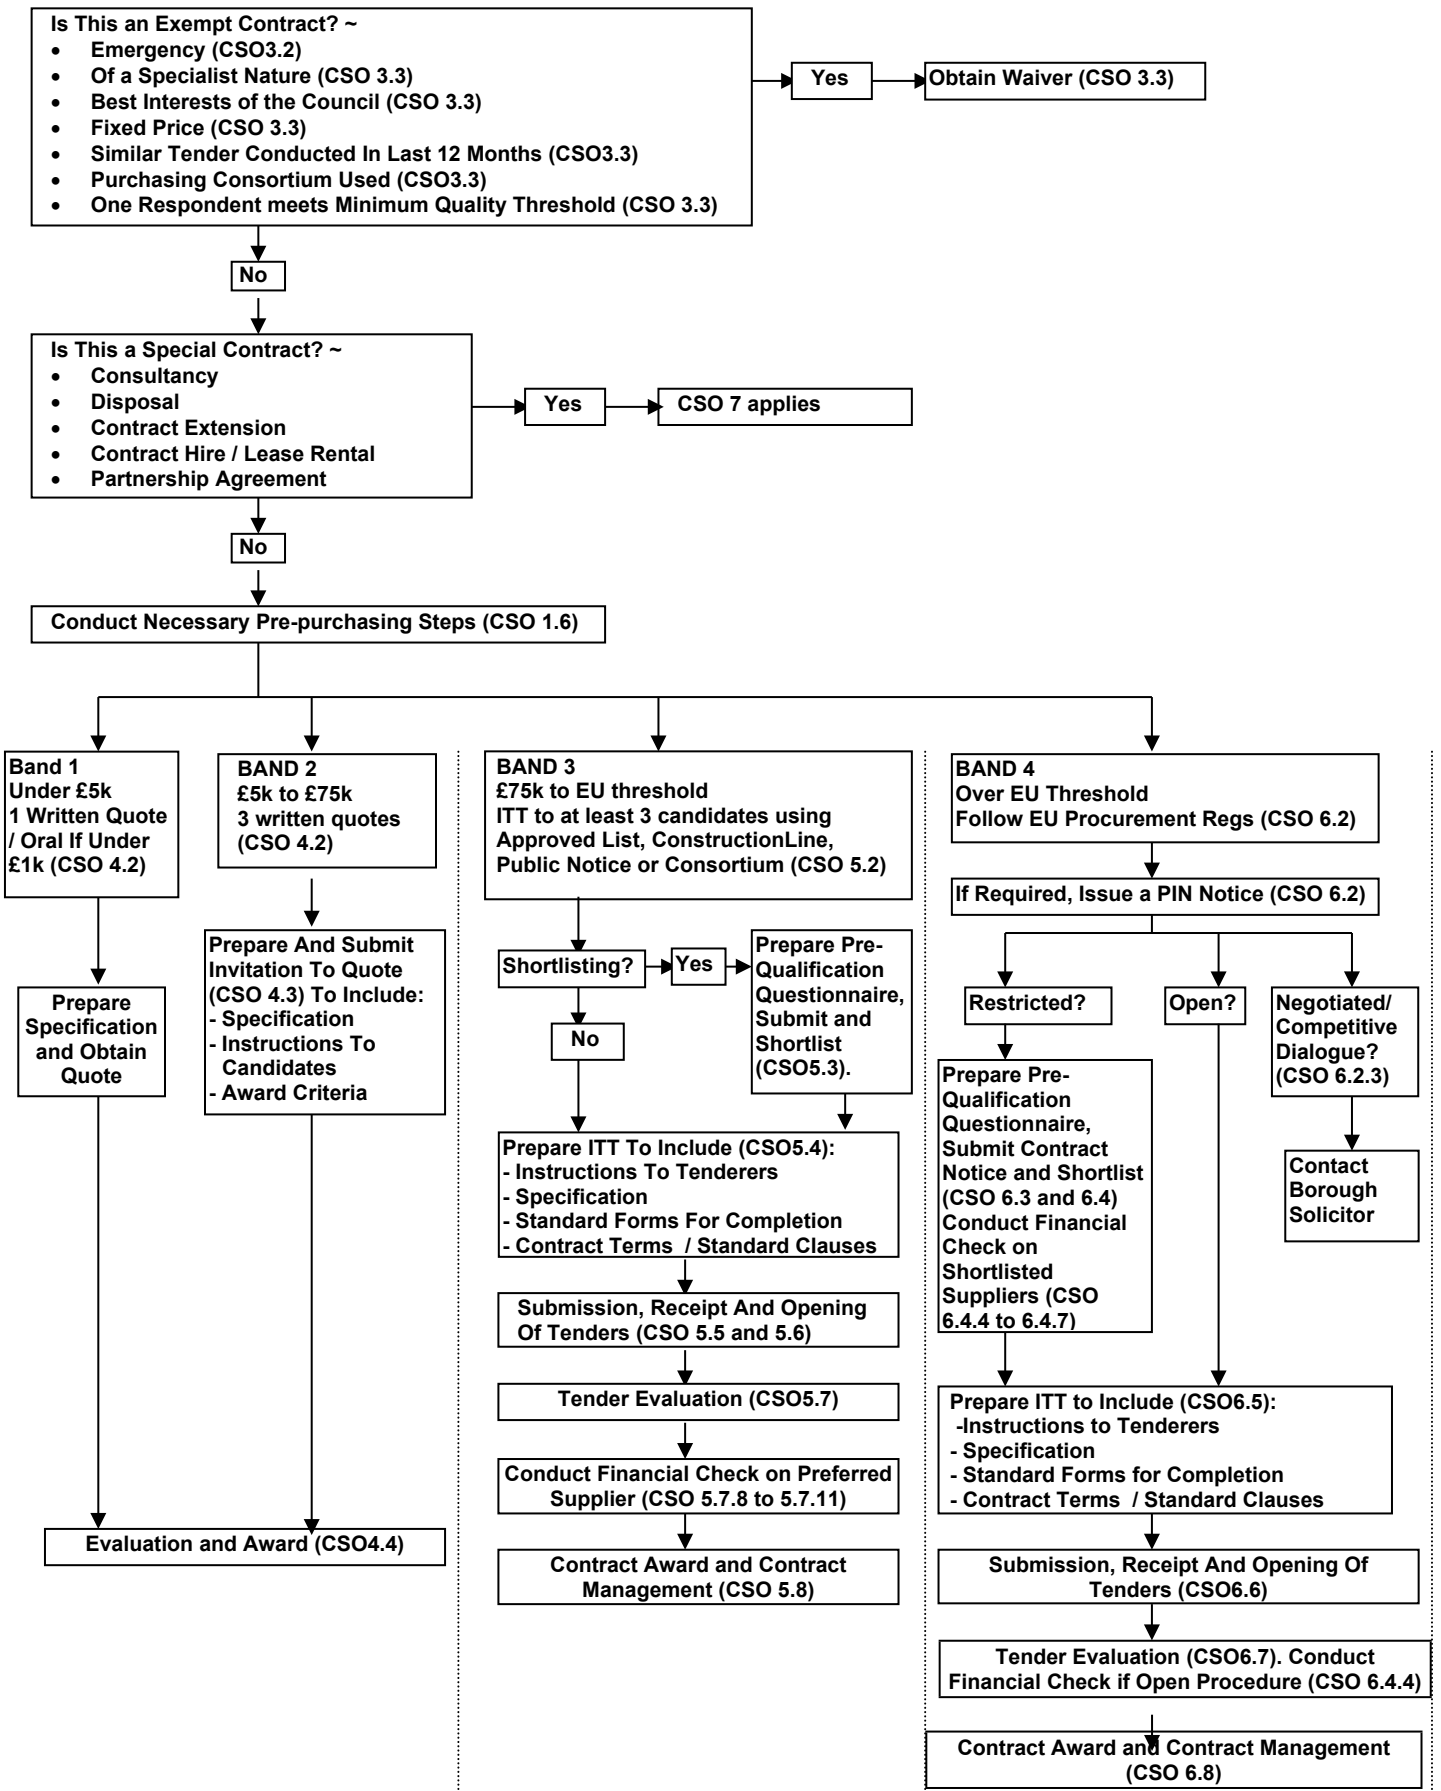 Is This an Exempt Contract? ~
• Emergency (CSO3.2)
• Of a Specialist Nature (CSO 3.3)
• Best Interests of the Council (CSO 3.3)
• Fixed Price (CSO 3.3)
• Similar Tender Conducted In Last 12 Months (CSO3.3)
• Purchasing Consortium Used (CSO3.3)
• One Respondent meets Minimum Quality Threshold (CSO 3.3)
Yes
Obtain Waiver (CSO 3.3)
No
Is This a Special Contract? ~
• Consultancy
• Disposal
• Contract Extension
• Contract Hire / Lease Rental
• Partnership Agreement
Yes
CSO 7 applies
No
Conduct Necessary Pre-purchasing Steps (CSO 1.6)
Band 1
Under £5k
1 Written Quote
/ Oral If Under
£1k (CSO 4.2)
Prepare
Specification
and Obtain
Quote
BAND 2
£5k to £75k
3 written quotes
(CSO 4.2)
Prepare And Submit
Invitation To Quote
(CSO 4.3) To Include:
- Specification
- Instructions To
Candidates
- Award Criteria
Evaluation and Award (CSO4.4)
BAND 3
£75k to EU threshold
ITT to at least 3 candidates using
Approved List, ConstructionLine,
Public Notice or Consortium (CSO 5.2)
Shortlisting?
Yes
Prepare Pre-
Qualification
Questionnaire,
Submit and
Shortlist
(CSO5.3).
No
Prepare ITT To Include (CSO5.4):
- Instructions To Tenderers
- Specification
- Standard Forms For Completion
- Contract Terms / Standard Clauses
Submission, Receipt And Opening
Of Tenders (CSO 5.5 and 5.6)
Tender Evaluation (CSO5.7)
Conduct Financial Check on Preferred
Supplier (CSO 5.7.8 to 5.7.11)
Contract Award and Contract
Management (CSO 5.8)
BAND 4
Over EU Threshold
Follow EU Procurement Regs (CSO 6.2)
If Required, Issue a PIN Notice (CSO 6.2)
Restricted?
Open?
Negotiated/
Competitive
Dialogue?
(CSO 6.2.3)
Prepare Pre-
Qualification
Questionnaire,
Submit Contract
Notice and Shortlist
(CSO 6.3 and 6.4)
Conduct Financial
Check on
Shortlisted
Suppliers (CSO
6.4.4 to 6.4.7)
Contact
Borough
Solicitor
Prepare ITT to Include (CSO6.5):
-Instructions to Tenderers
- Specification
- Standard Forms for Completion
- Contract Terms / Standard Clauses
Submission, Receipt And Opening Of
Tenders (CSO6.6)
Tender Evaluation (CSO6.7). Conduct
Financial Check if Open Procedure (CSO 6.4.4)
Contract Award and Contract Management
(CSO 6.8)